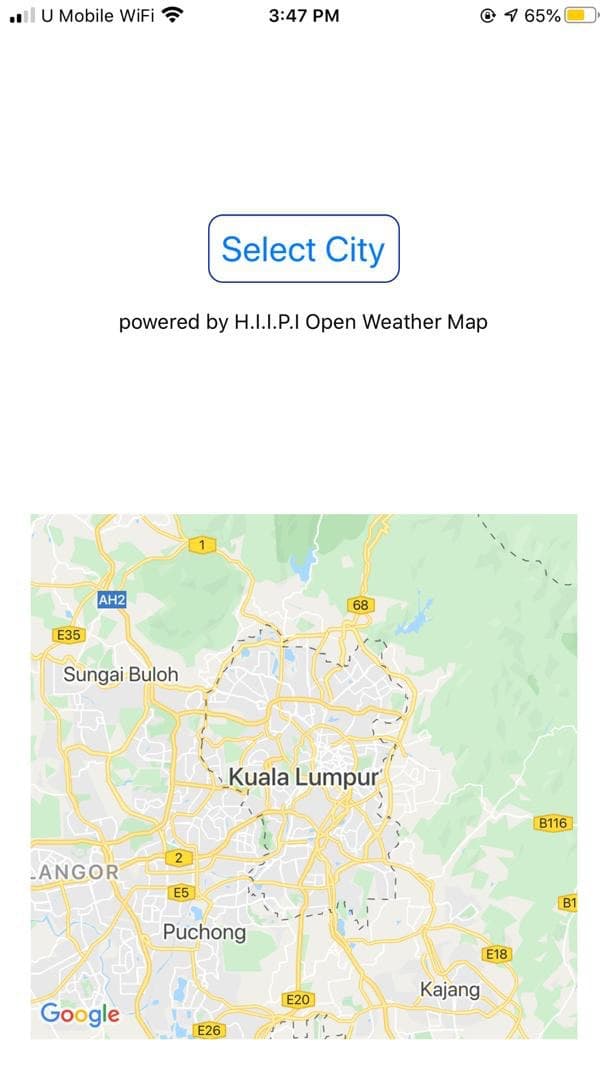 U Mobile WiFi 3:47 PM 65%
Select City
powered by H.I.I.P.I Open Weather Map
1
AH2
68
E35
Sungai Buloh
Kuala Lumpur
B116
2
LANGOR
E5
B1
Puchong
E18
Kajang
E20
Google
E26